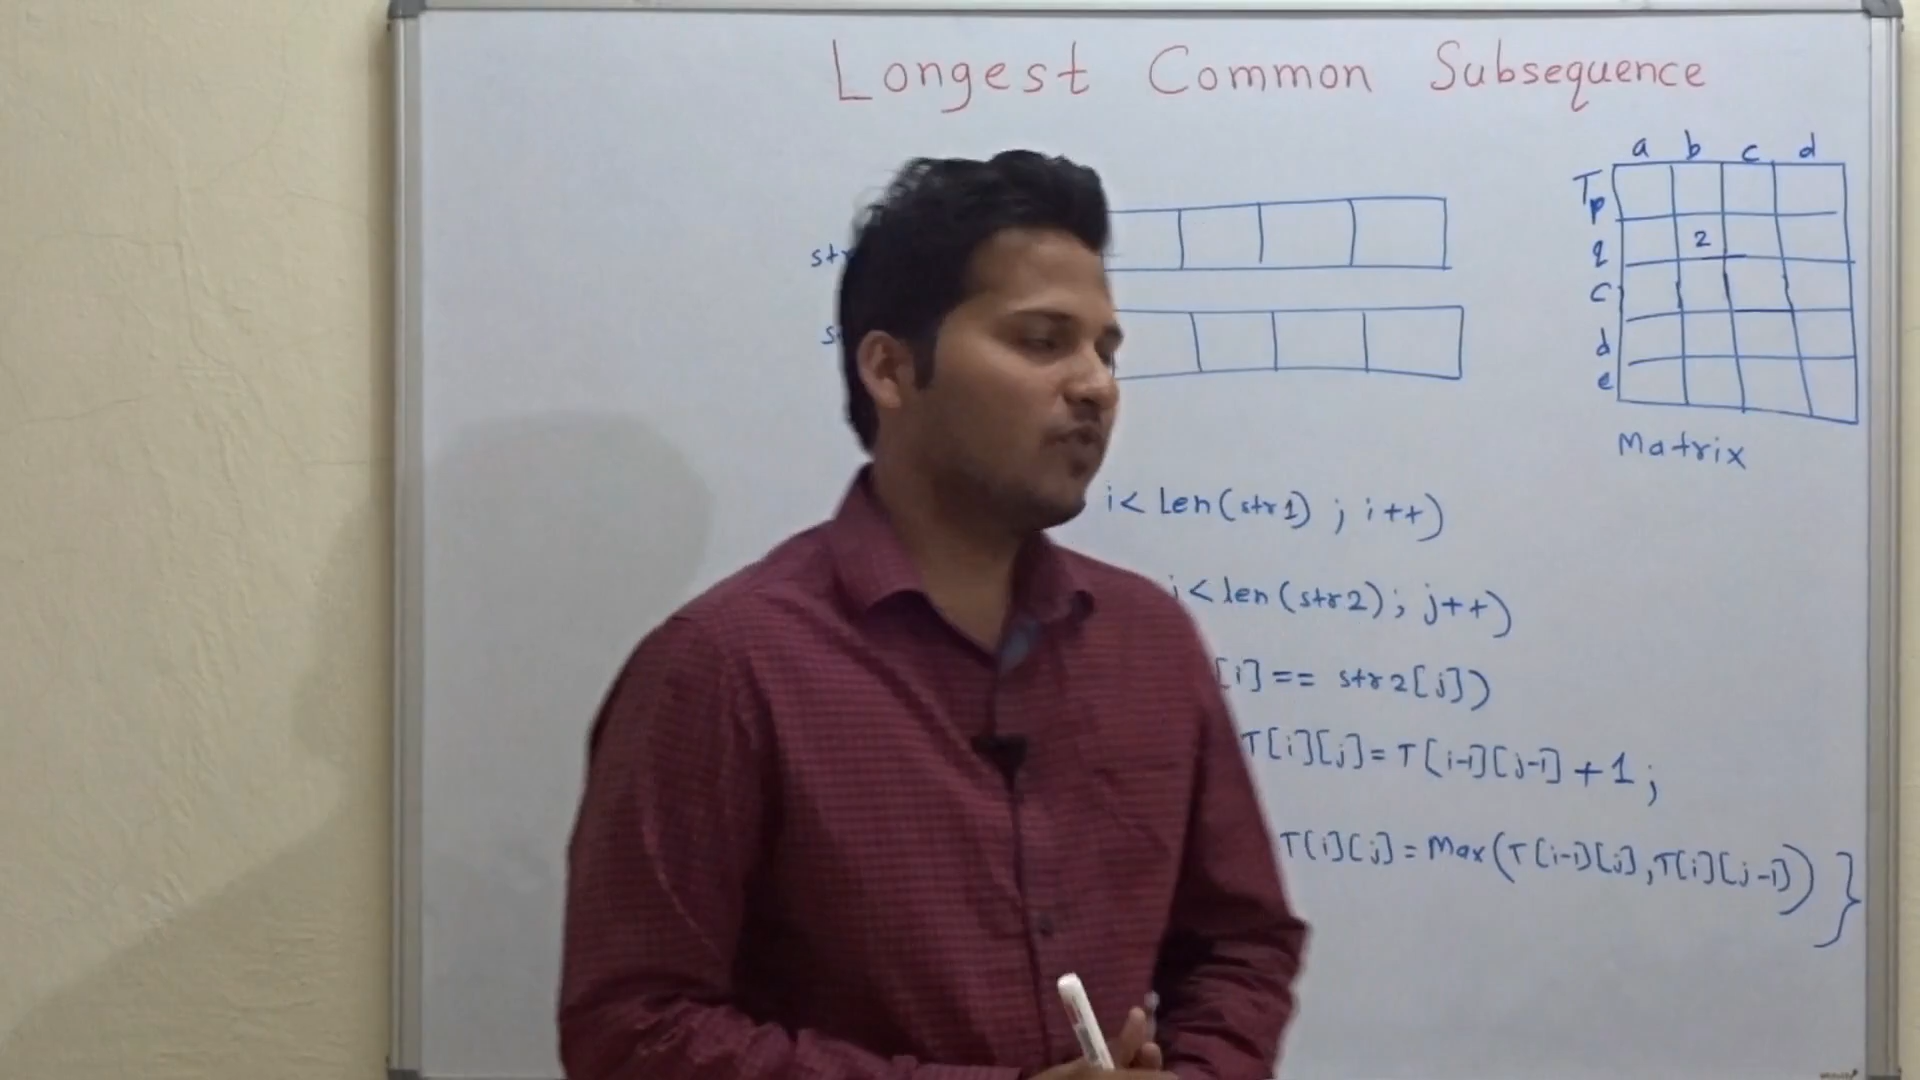 Longest Common Subsequence
a b c d
T
p
q 2
c
d
e
Matrix
i< Len(str1) ; i++)
j<len(str2); j++)
[i] == str2[j])
T[i][j]= T[i-1][j-1] +1;
T[i][j] = Max(T[i-1][j],T[i][j-1]) }